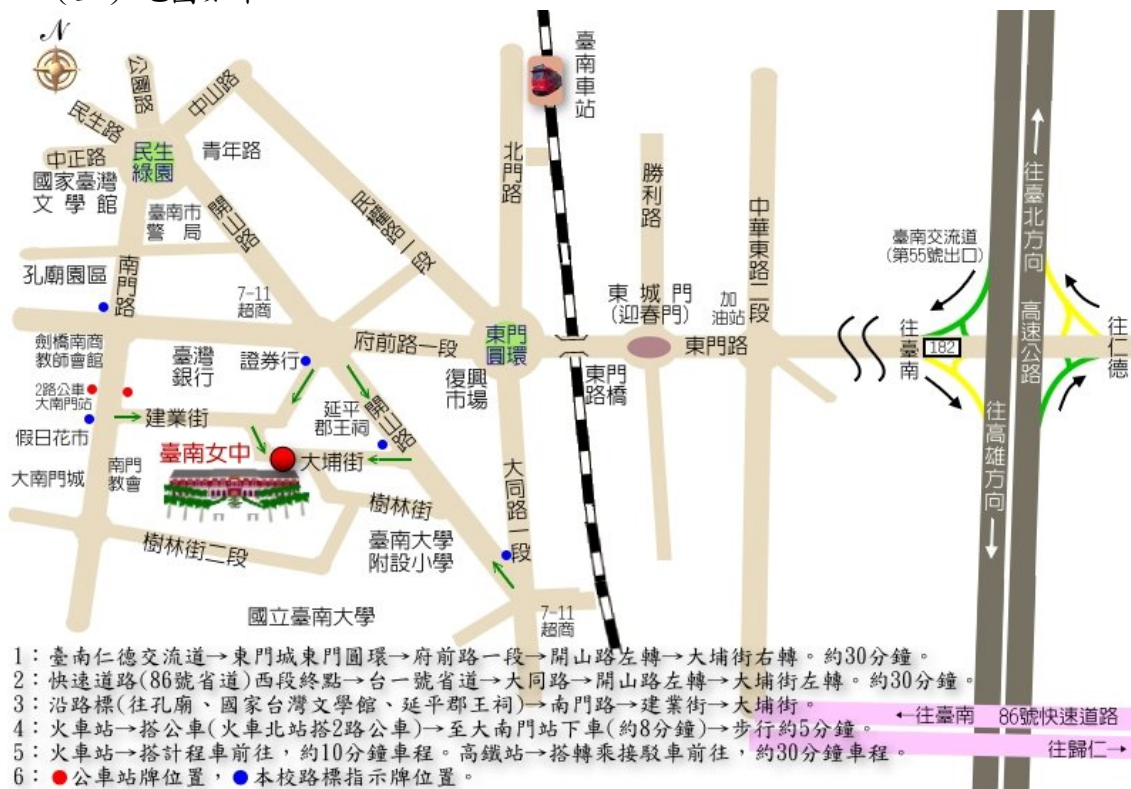 N
臺南車站
公園路
中山路
民生路
中正路
民生
綠園
青年路
北門路
勝利路
中華東路二段
國家臺灣
文學館
臺南市
警局
開山路
民權路一段
孔廟園區
南門路
7-11
超商
東城門
(迎春門)
加
油站
臺南交流道
(第55號出口)
往臺北方向
高速公路
劍橋南商
教師會館
臺灣
銀行
證券行
府前路一段
東門
圓環
東門路
往臺南
182
往仁德
2路公車
大南門站
復興
市場
東門
路橋
建業街
延平
郡王祠
開山路
假日花市
臺南女中
大埔街
大同路一段
往高雄方向
大南門城
南門
教會
樹林街
樹林街二段
臺南大學
附設小學
國立臺南大學
7-11
超商
1：臺南仁德交流道→東門城東門圓環→府前路一段→開山路左轉→大埔街右轉。約30分鐘。
2：快速道路(86號省道)西段終點→台一號省道→大同路→開山路左轉→大埔街左轉。約30分鐘。
3：沿路標(往孔廟、國家台灣文學館、延平郡王祠)→南門路→建業街→大埔街。
←往臺南 86號快速道路
4：火車站→搭公車(火車北站搭2路公車)→至大南門站下車(約8分鐘)→步行約5分鐘。
5：火車站→搭計程車前往，約10分鐘車程。高鐵站→搭轉乘接駁車前往，約30分鐘車程。
往歸仁→
6：●公車站牌位置，●本校路標指示牌位置。